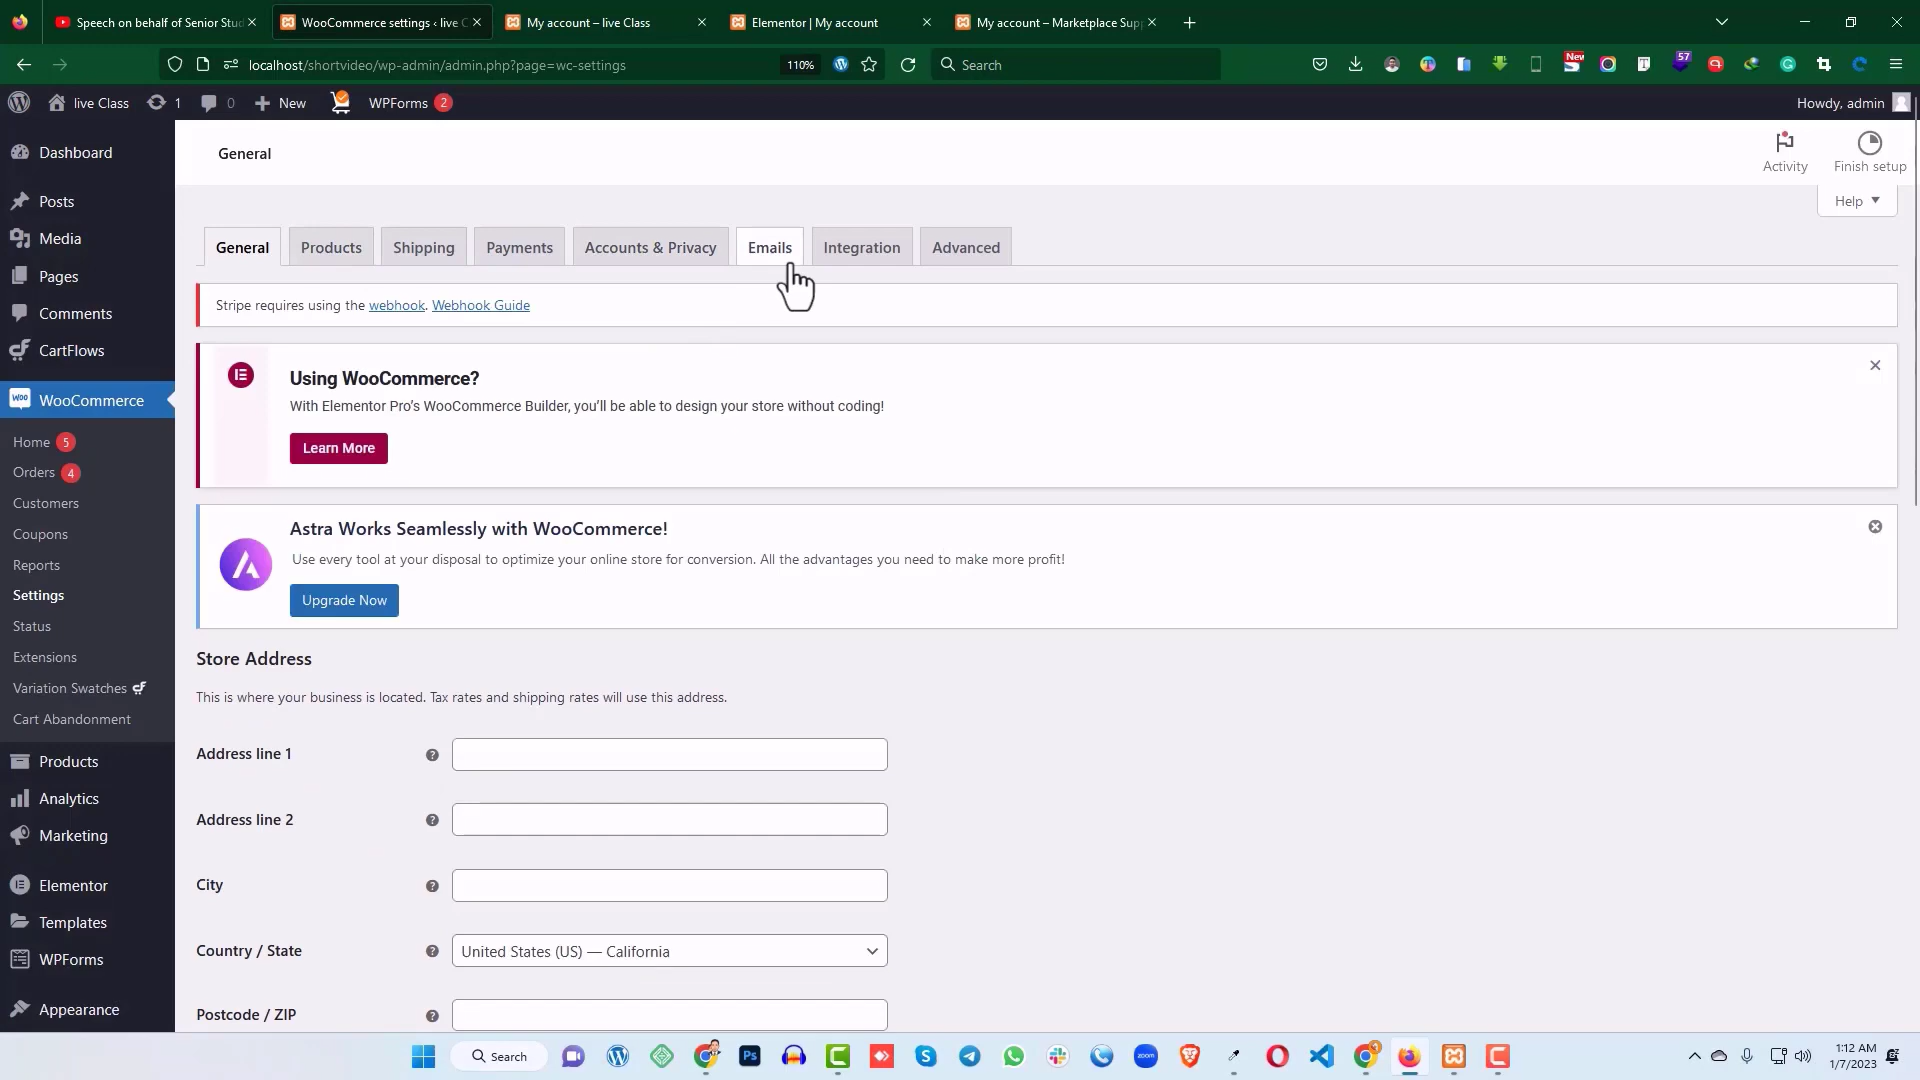 Speech on behalf of Senior Stud
WooCommerce settings ‹ live C
My account – live Class
Elementor | My account
My account – Marketplace Sup
localhost/shortvideo/wp-admin/admin.php?page=wc-settings
110%
Search
New
57
live Class
1
0
New
WPForms 2
Howdy, admin
Dashboard
Posts
Media
Pages
Comments
CartFlows
WooCommerce
Home 5
Orders 4
Customers
Coupons
Reports
Settings
Status
Extensions
Variation Swatches
Cart Abandonment
Products
Analytics
Marketing
Elementor
Templates
WPForms
Appearance
General
Activity
Finish setup
Help
General
Products
Shipping
Payments
Accounts & Privacy
Emails
Integration
Advanced
Stripe requires using the webhook. Webhook Guide
Using WooCommerce?
With Elementor Pro’s WooCommerce Builder, you’ll be able to design your store without coding!
Learn More
Astra Works Seamlessly with WooCommerce!
Use every tool at your disposal to optimize your online store for conversion. All the advantages you need to make more profit!
Upgrade Now
Store Address
This is where your business is located. Tax rates and shipping rates will use this address.
Address line 1
Address line 2
City
Country / State
United States (US) — California
Postcode / ZIP
Search
Ps
zoom
1:12 AM
1/7/2023